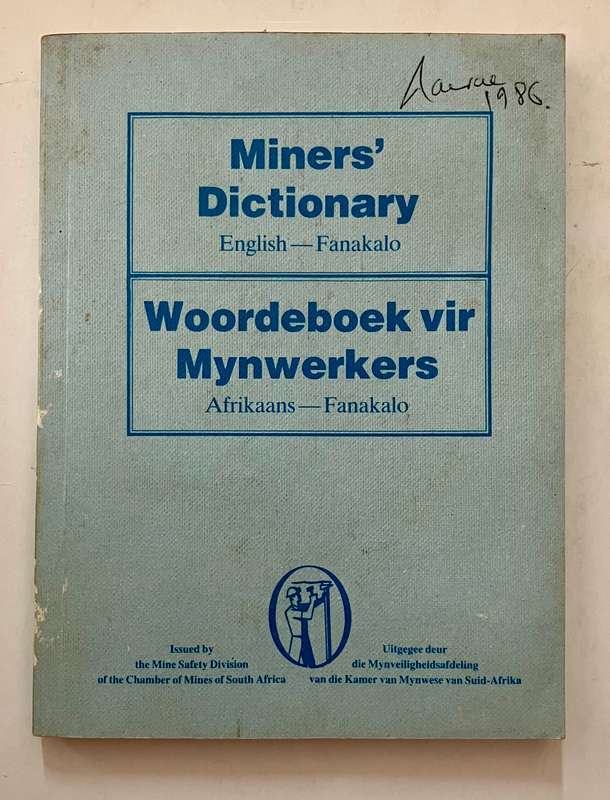 1986.
Miners'
Dictionary
English — Fanakalo
Woordeboek vir
Mynwerkers
Afrikaans — Fanakalo
Issued by
the Mine Safety Division
of the Chamber of Mines of South Africa
Uitgegee deur
die Mynveiligheidsafdeling
van die Kamer van Mynwese van Suid-Afrika